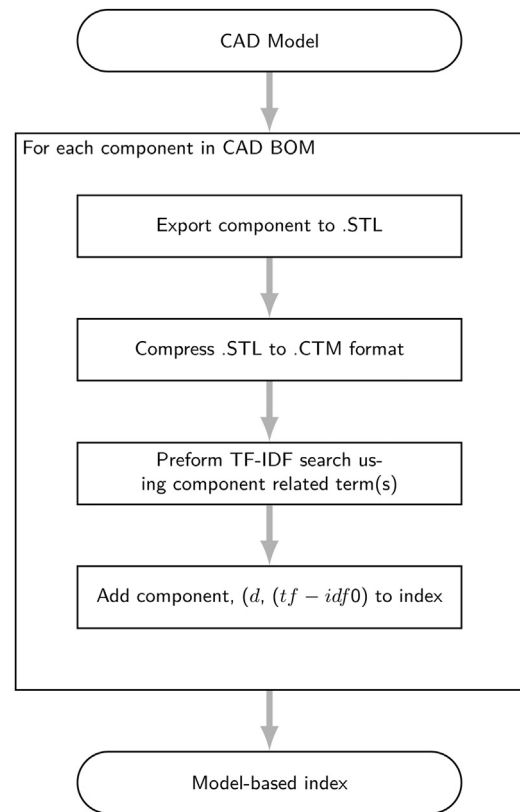 CAD Model
For each component in CAD BOM
Export component to .STL
Compress .STL to .CTM format
Preform TF-IDF search us-
ing component related term(s)
Add component, (d, (tf − idf0) to index
Model-based index